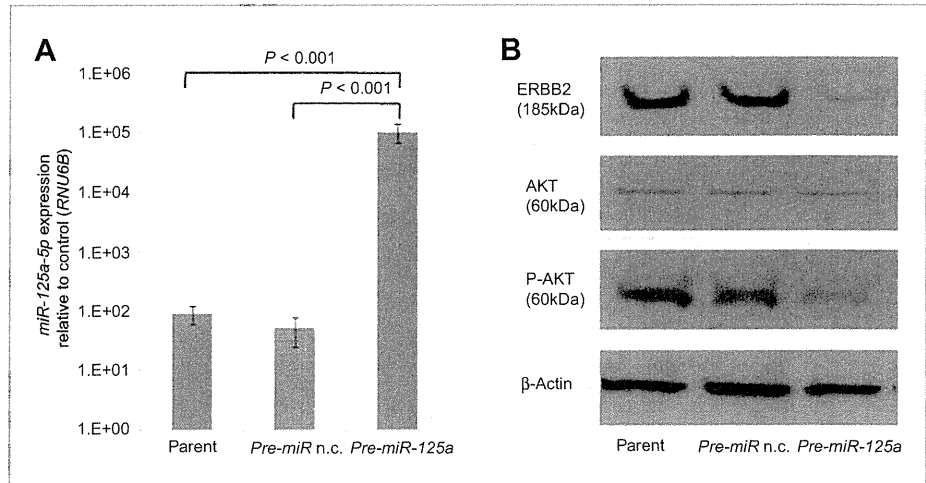 A
P < 0.001
P < 0.001
1.E+06
1.E+05
1.E+04
1.E+03
1.E+02
1.E+01
1.E+00
miR-125a-5p expression
relative to control (RNU6B)
Parent Pre-miR n.c. Pre-miR-125a
B
ERBB2
(185kDa)
AKT
(60kDa)
P-AKT
(60kDa)
β-Actin
Parent Pre-miR n.c. Pre-miR-125a